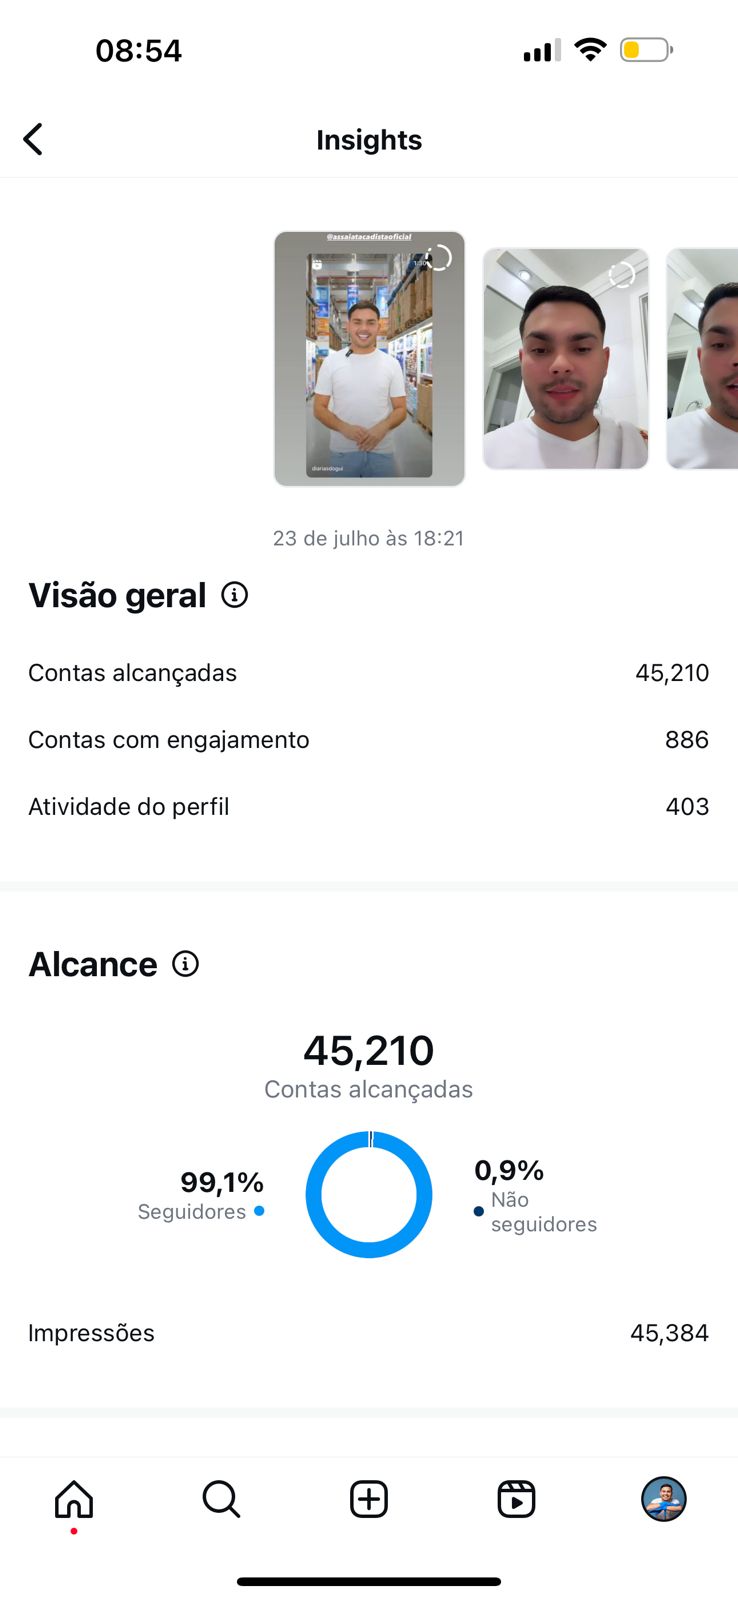 08:54
Insights
@assaiatacadistaoficial
diariasdogui
23 de julho às 18:21
Visão geral
Contas alcançadas 45,210
Contas com engajamento 886
Atividade do perfil 403
Alcance
45,210
Contas alcançadas
99,1%
Seguidores
0,9%
Não
seguidores
Impressões 45,384